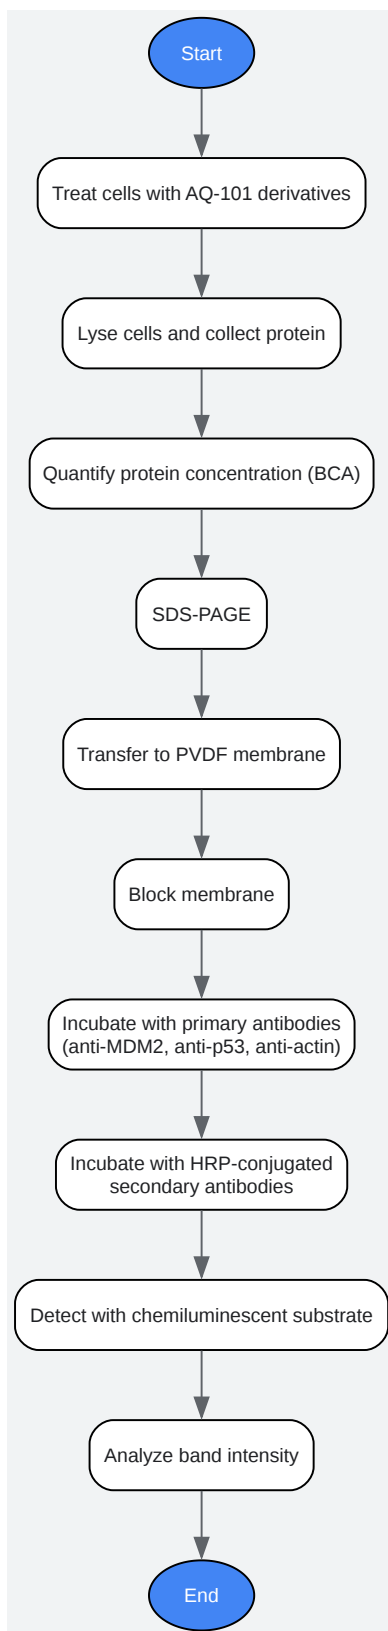 Start
Treat cells with AQ-101 derivatives
Lyse cells and collect protein
Quantify protein concentration (BCA)
SDS-PAGE
Transfer to PVDF membrane
Block membrane
Incubate with primary antibodies
(anti-MDM2, anti-p53, anti-actin)
Incubate with HRP-conjugated
secondary antibodies
Detect with chemiluminescent substrate
Analyze band intensity
End